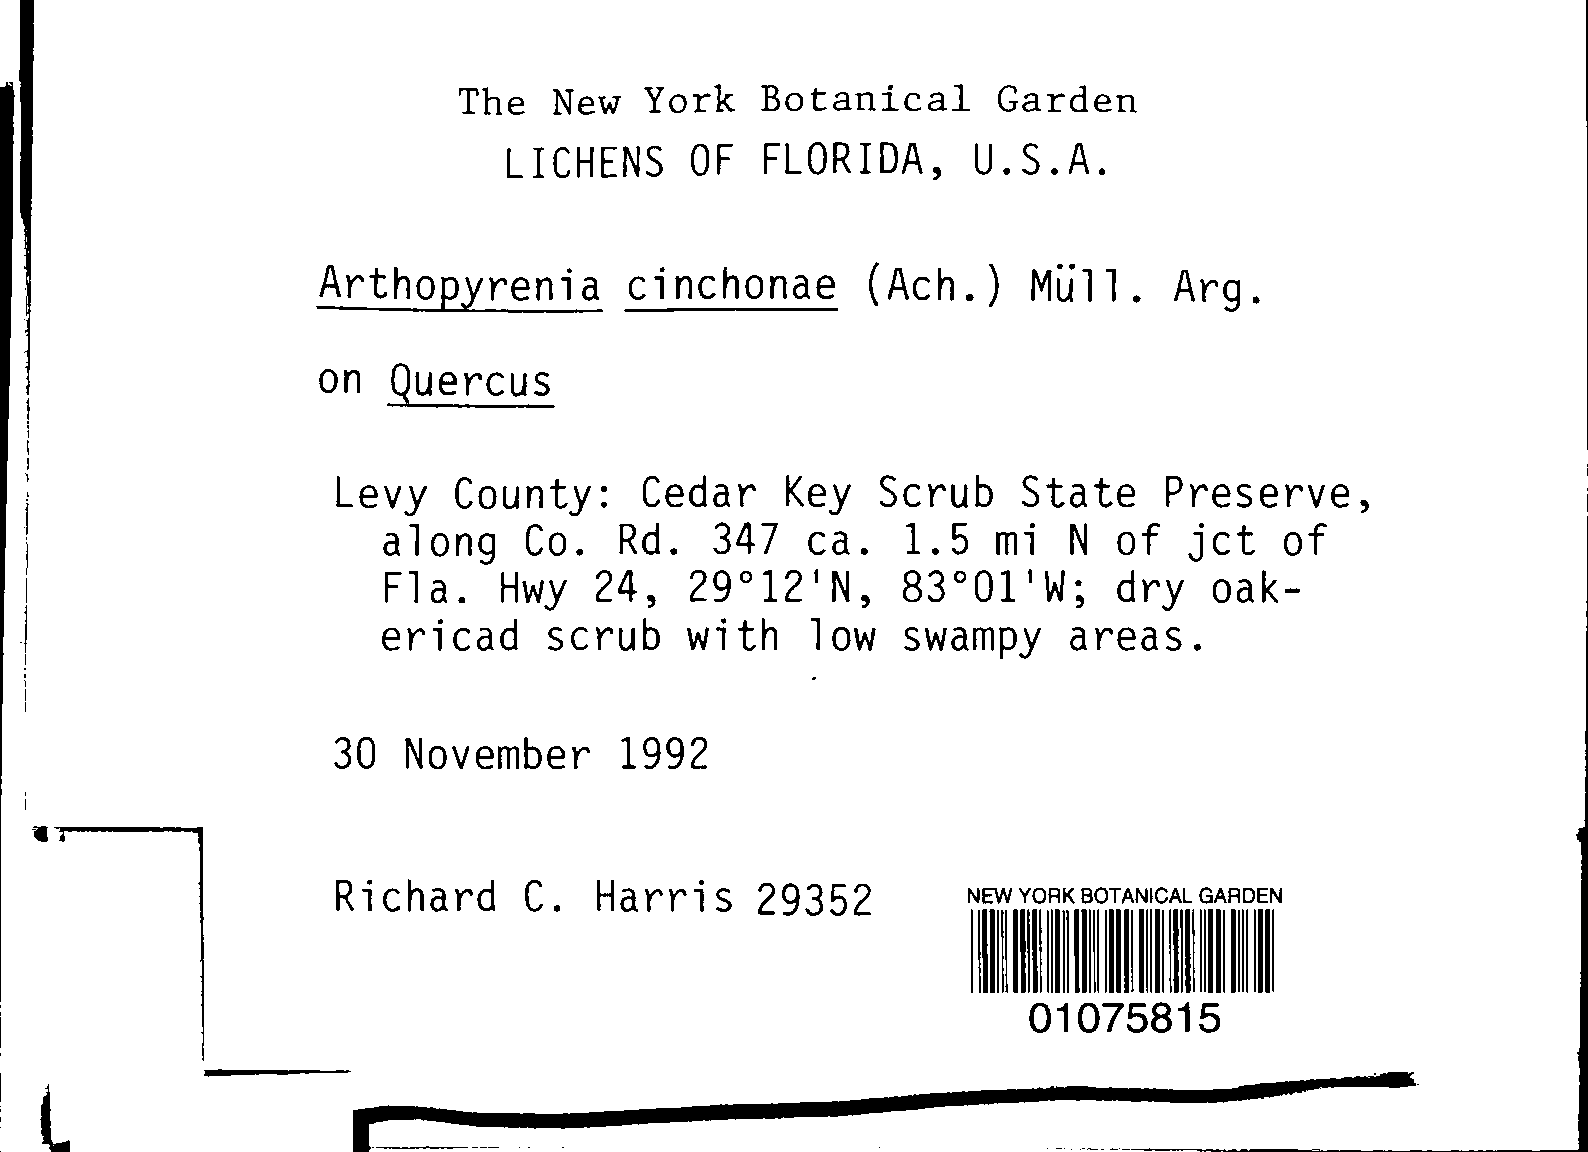 The New York Botanical Garden
LICHENS OF FLORIDA, U.S.A.
Arthopyrenia cinchonae (Ach.) Müll. Arg.
on Quercus
Levy County: Cedar Key Scrub State Preserve,
along Co. Rd. 347 ca. 1.5 mi N of jct of
Fla. Hwy 24, 29°12'N, 83°01'W; dry oak-
ericad scrub with low swampy areas.
30 November 1992
Richard C. Harris 29352
NEW YORK BOTANICAL GARDEN
01075815